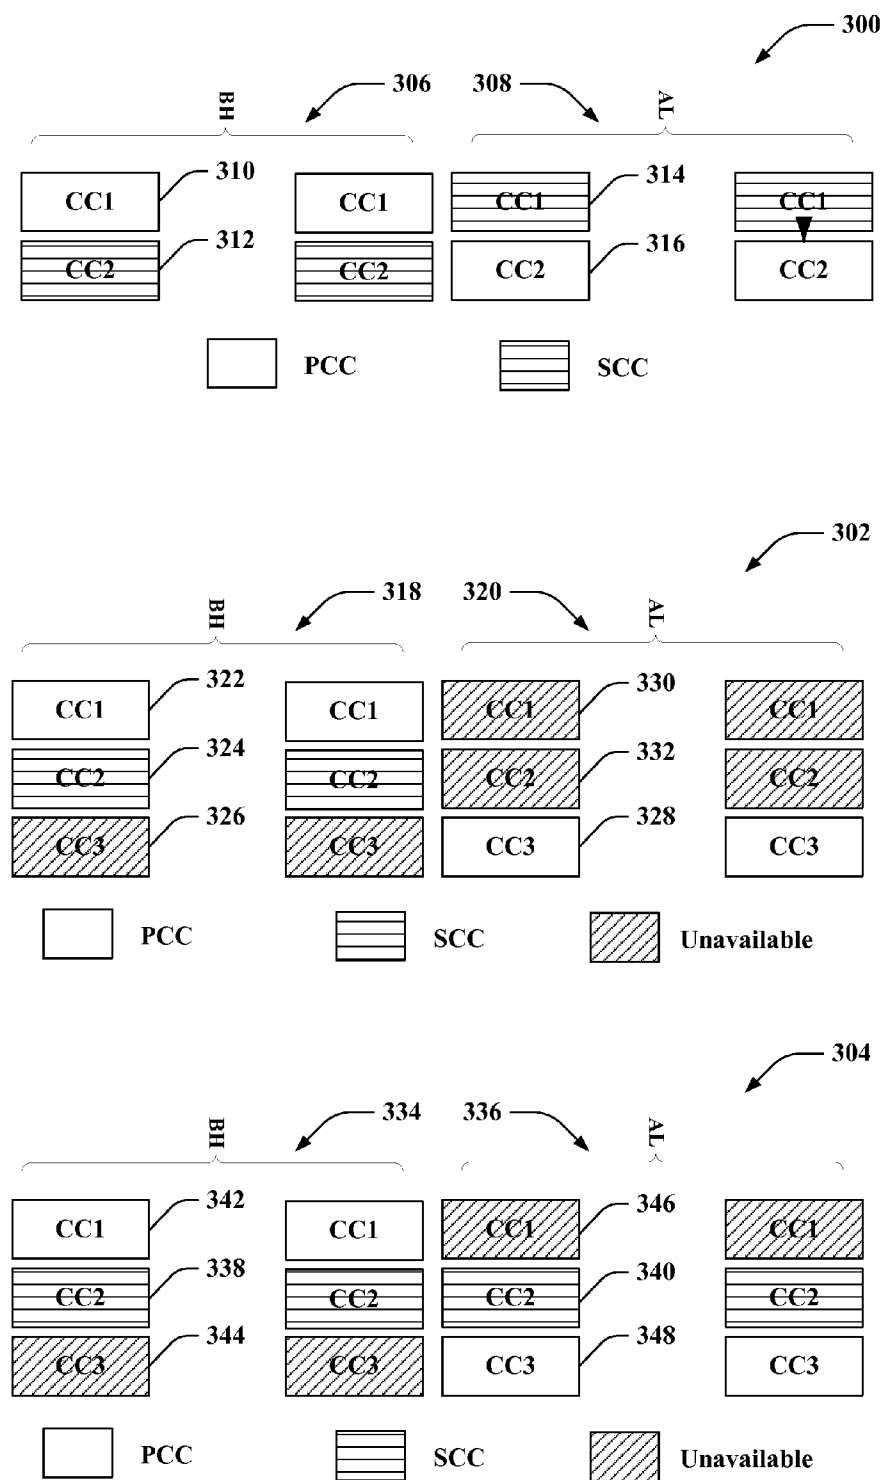 300
BH
306
308
AL
CC1
310
CC1
CC1
314
CC1
CC2
312
CC2
CC2
316
CC2
PCC
SCC
302
BH
318
320
AL
CC1
322
CC1
CC1
330
CC1
CC2
324
CC2
CC2
332
CC2
CC3
326
CC3
CC3
328
CC3
PCC
SCC
Unavailable
304
BH
334
336
AL
CC1
342
CC1
CC1
346
CC1
CC2
338
CC2
CC2
340
CC2
CC3
344
CC3
CC3
348
CC3
PCC
SCC
Unavailable